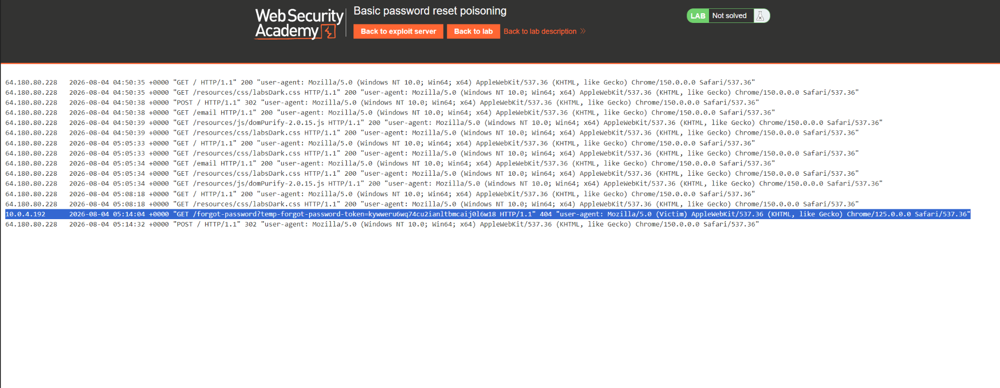 Web Security
Academy
Basic password reset poisoning
Back to exploit server
Back to lab
Back to lab description
LAB
Not solved
64.180.80.228 2026-08-04 04:50:35 +0000 "GET / HTTP/1.1" 200 "user-agent: Mozilla/5.0 (Windows NT 10.0; Win64; x64) AppleWebKit/537.36 (KHTML, like Gecko) Chrome/150.0.0.0 Safari/537.36"
64.180.80.228 2026-08-04 04:50:35 +0000 "GET /resources/css/labsDark.css HTTP/1.1" 200 "user-agent: Mozilla/5.0 (Windows NT 10.0; Win64; x64) AppleWebKit/537.36 (KHTML, like Gecko) Chrome/150.0.0.0 Safari/537.36"
64.180.80.228 2026-08-04 04:50:38 +0000 "POST / HTTP/1.1" 302 "user-agent: Mozilla/5.0 (Windows NT 10.0; Win64; x64) AppleWebKit/537.36 (KHTML, like Gecko) Chrome/150.0.0.0 Safari/537.36"
64.180.80.228 2026-08-04 04:50:38 +0000 "GET /email HTTP/1.1" 200 "user-agent: Mozilla/5.0 (Windows NT 10.0; Win64; x64) AppleWebKit/537.36 (KHTML, like Gecko) Chrome/150.0.0.0 Safari/537.36"
64.180.80.228 2026-08-04 04:50:39 +0000 "GET /resources/js/domPurify-2.0.15.js HTTP/1.1" 200 "user-agent: Mozilla/5.0 (Windows NT 10.0; Win64; x64) AppleWebKit/537.36 (KHTML, like Gecko) Chrome/150.0.0.0 Safari/537.36"
64.180.80.228 2026-08-04 04:50:39 +0000 "GET /resources/css/labsDark.css HTTP/1.1" 200 "user-agent: Mozilla/5.0 (Windows NT 10.0; Win64; x64) AppleWebKit/537.36 (KHTML, like Gecko) Chrome/150.0.0.0 Safari/537.36"
64.180.80.228 2026-08-04 05:05:33 +0000 "GET / HTTP/1.1" 200 "user-agent: Mozilla/5.0 (Windows NT 10.0; Win64; x64) AppleWebKit/537.36 (KHTML, like Gecko) Chrome/150.0.0.0 Safari/537.36"
64.180.80.228 2026-08-04 05:05:33 +0000 "GET /resources/css/labsDark.css HTTP/1.1" 200 "user-agent: Mozilla/5.0 (Windows NT 10.0; Win64; x64) AppleWebKit/537.36 (KHTML, like Gecko) Chrome/150.0.0.0 Safari/537.36"
64.180.80.228 2026-08-04 05:05:34 +0000 "GET /email HTTP/1.1" 200 "user-agent: Mozilla/5.0 (Windows NT 10.0; Win64; x64) AppleWebKit/537.36 (KHTML, like Gecko) Chrome/150.0.0.0 Safari/537.36"
64.180.80.228 2026-08-04 05:05:34 +0000 "GET /resources/css/labsDark.css HTTP/1.1" 200 "user-agent: Mozilla/5.0 (Windows NT 10.0; Win64; x64) AppleWebKit/537.36 (KHTML, like Gecko) Chrome/150.0.0.0 Safari/537.36"
64.180.80.228 2026-08-04 05:05:34 +0000 "GET /resources/js/domPurify-2.0.15.js HTTP/1.1" 200 "user-agent: Mozilla/5.0 (Windows NT 10.0; Win64; x64) AppleWebKit/537.36 (KHTML, like Gecko) Chrome/150.0.0.0 Safari/537.36"
64.180.80.228 2026-08-04 05:08:18 +0000 "GET / HTTP/1.1" 200 "user-agent: Mozilla/5.0 (Windows NT 10.0; Win64; x64) AppleWebKit/537.36 (KHTML, like Gecko) Chrome/150.0.0.0 Safari/537.36"
64.180.80.228 2026-08-04 05:08:18 +0000 "GET /resources/css/labsDark.css HTTP/1.1" 200 "user-agent: Mozilla/5.0 (Windows NT 10.0; Win64; x64) AppleWebKit/537.36 (KHTML, like Gecko) Chrome/150.0.0.0 Safari/537.36"
10.0.4.192 2026-08-04 05:14:04 +0000 "GET /forgot-password?temp-forgot-password-token=kywweru6wq74cu2ianltbmcaij0l6w18 HTTP/1.1" 404 "user-agent: Mozilla/5.0 (Victim) AppleWebKit/537.36 (KHTML, like Gecko) Chrome/125.0.0.0 Safari/537.36"
64.180.80.228 2026-08-04 05:14:32 +0000 "POST / HTTP/1.1" 302 "user-agent: Mozilla/5.0 (Windows NT 10.0; Win64; x64) AppleWebKit/537.36 (KHTML, like Gecko) Chrome/150.0.0.0 Safari/537.36"